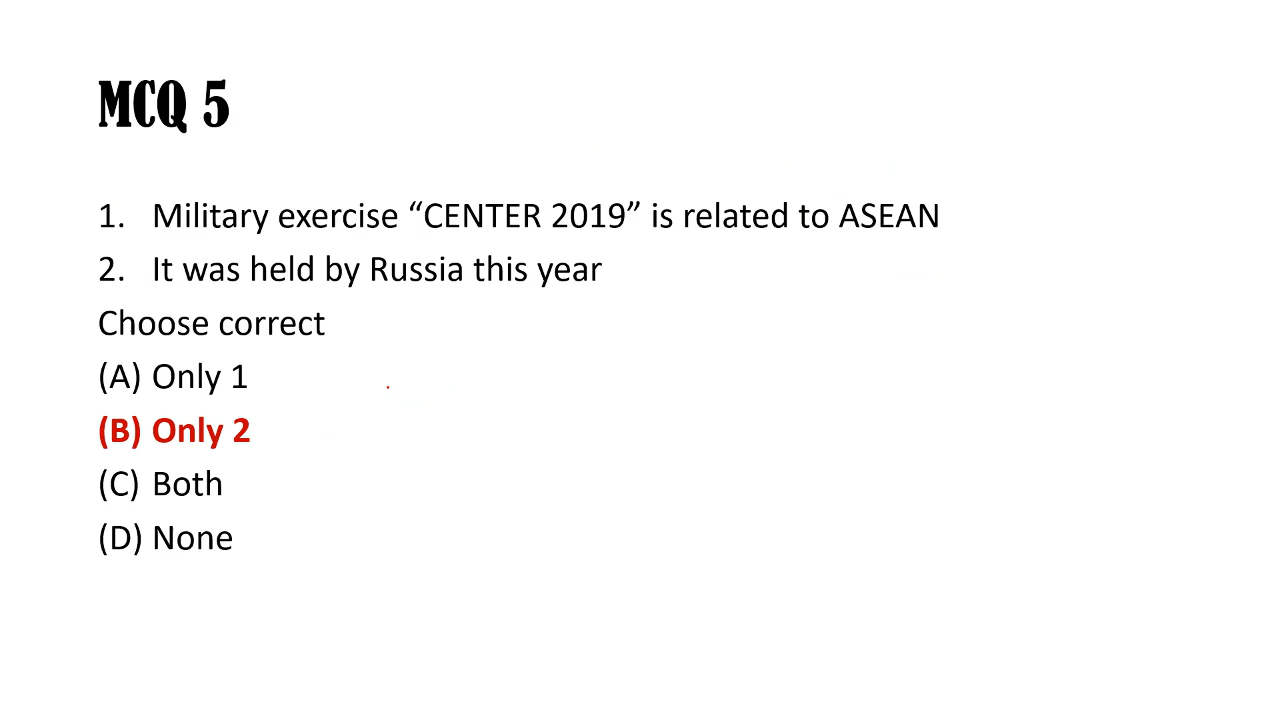 MCQ 5
1. Military exercise “CENTER 2019” is related to ASEAN
2. It was held by Russia this year
Choose correct
(A) Only 1
(B) Only 2
(C) Both
(D) None